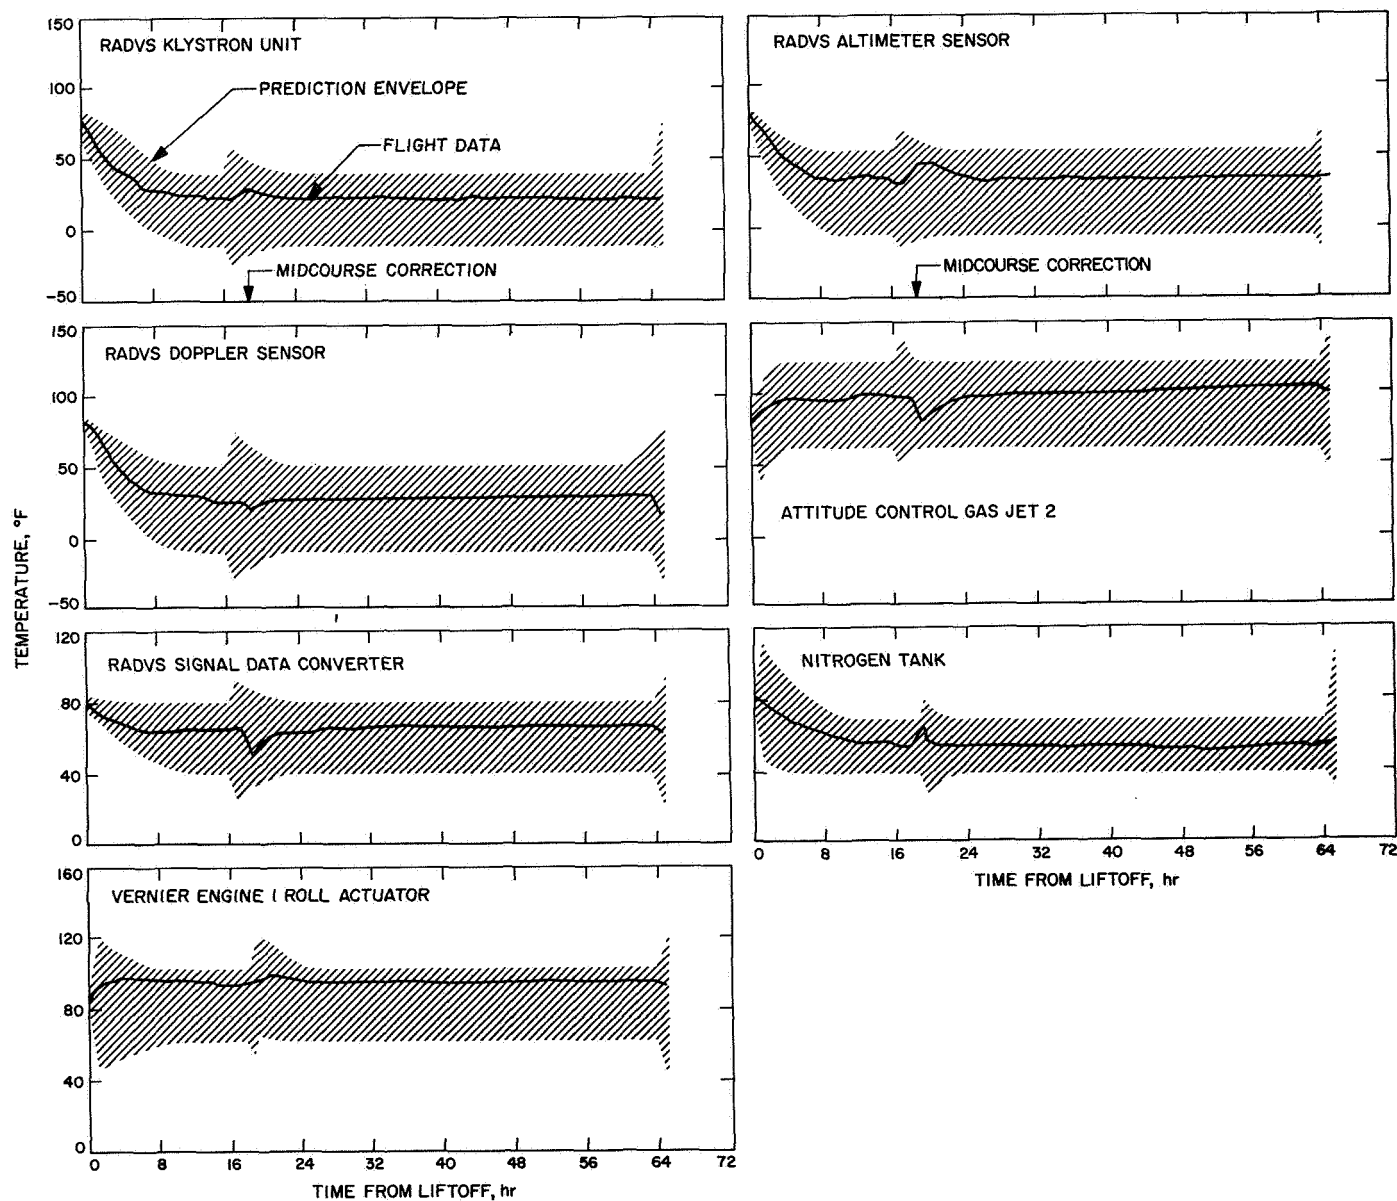 150
RADVS KLYSTRON UNIT
100
PREDICTION ENVELOPE
FLIGHT DATA
50
0
MIDCOURSE CORRECTION
-50
RADVS ALTIMETER SENSOR
MIDCOURSE CORRECTION
150
RADVS DOPPLER SENSOR
100
50
0
-50
ATTITUDE CONTROL GAS JET 2
TEMPERATURE, °F
120
RADVS SIGNAL DATA CONVERTER
80
40
0
NITROGEN TANK
0 8 16 24 32 40 48 56 64 72
TIME FROM LIFTOFF, hr
160
VERNIER ENGINE 1 ROLL ACTUATOR
120
80
40
0
0 8 16 24 32 40 48 56 64 72
TIME FROM LIFTOFF, hr